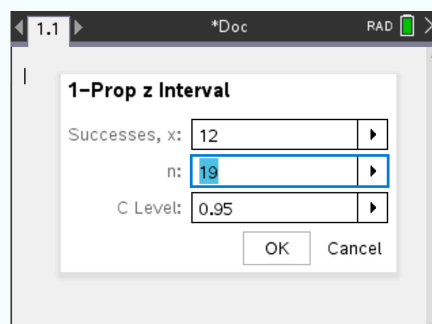 1.1 *Doc RAD
1-Prop z Interval
Successes, x: 12
n: 19
C Level: 0.95
OK Cancel